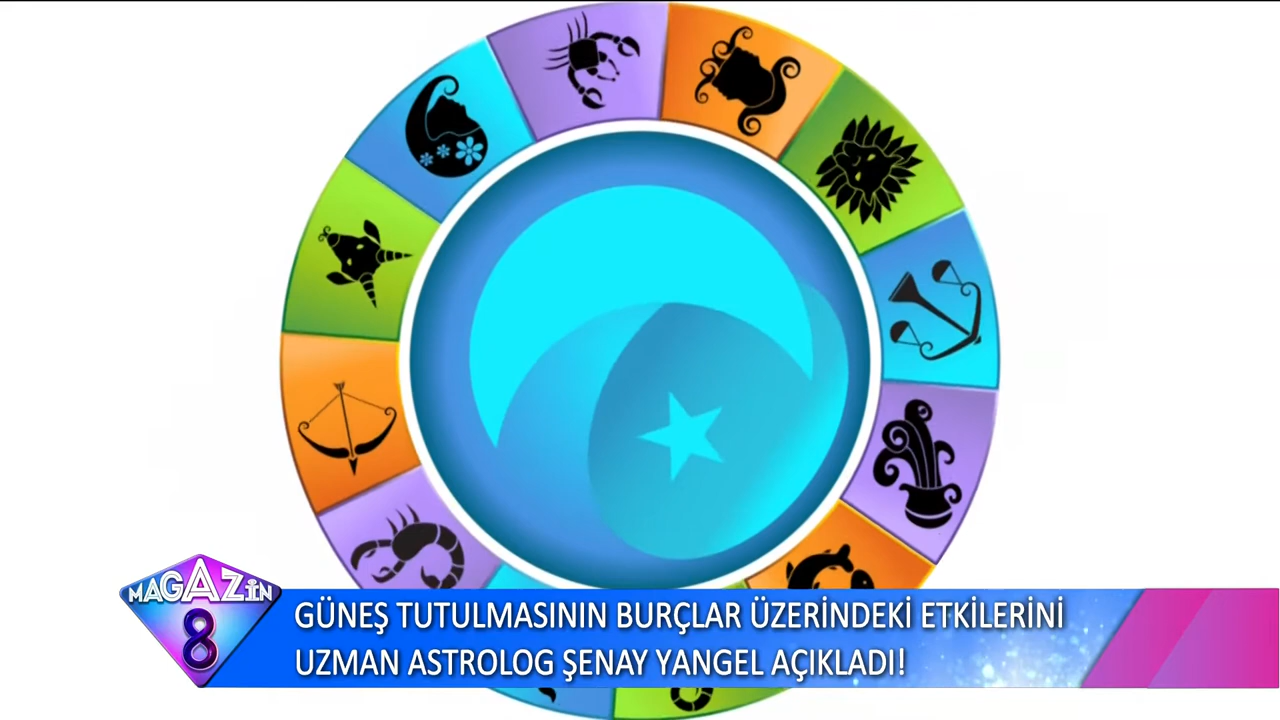 MAGAZİN
8
GÜNEŞ TUTULMASININ BURÇLAR ÜZERİNDEKİ ETKİLERİNİ
UZMAN ASTROLOG ŞENAY YANGEL AÇIKLADI!